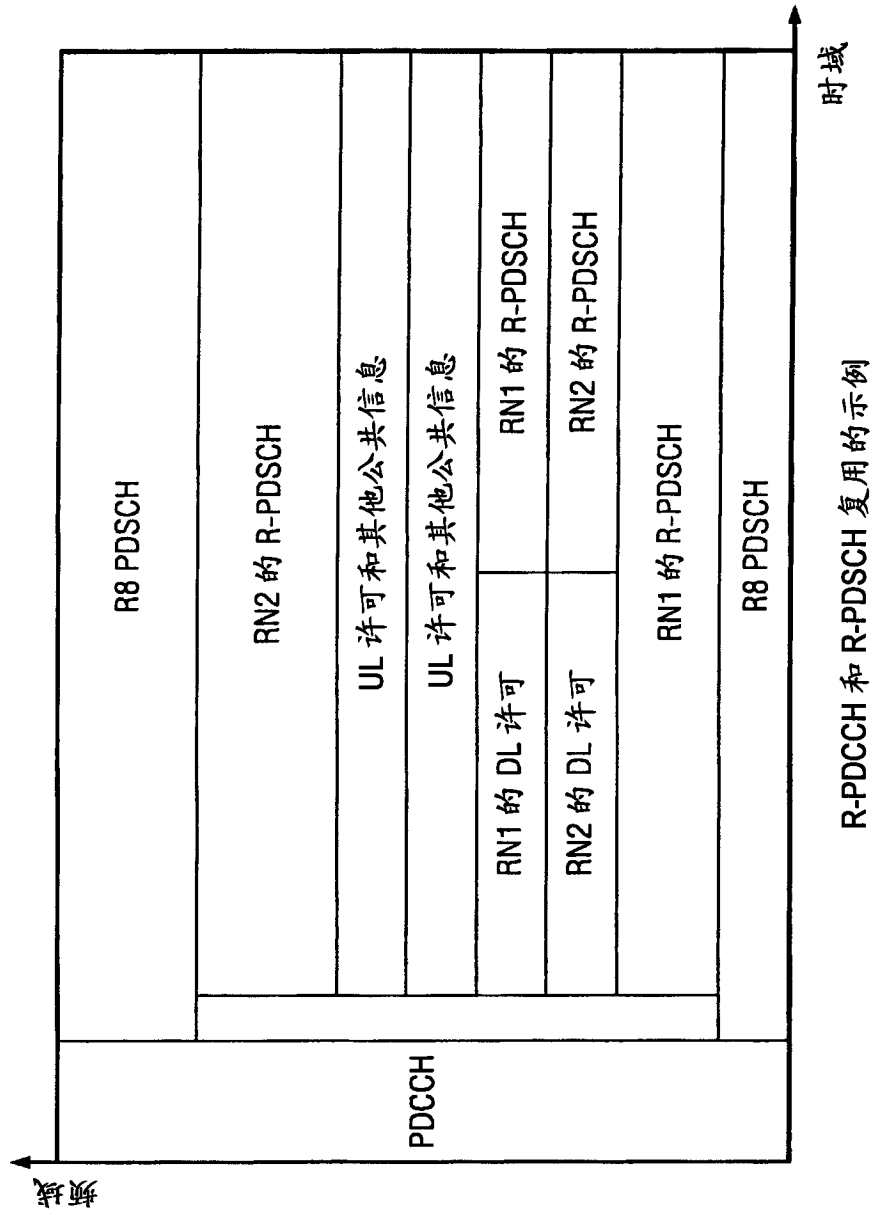 频域
PDCCH
R8 PDSCH
RN2 的 R-PDSCH
UL 许可和其他公共信息
UL 许可和其他公共信息
RN1 的 DL 许可
RN1 的 R-PDSCH
RN2 的 DL 许可
RN2 的 R-PDSCH
RN1 的 R-PDSCH
R8 PDSCH
时域
R-PDCCH 和 R-PDSCH 复用的示例